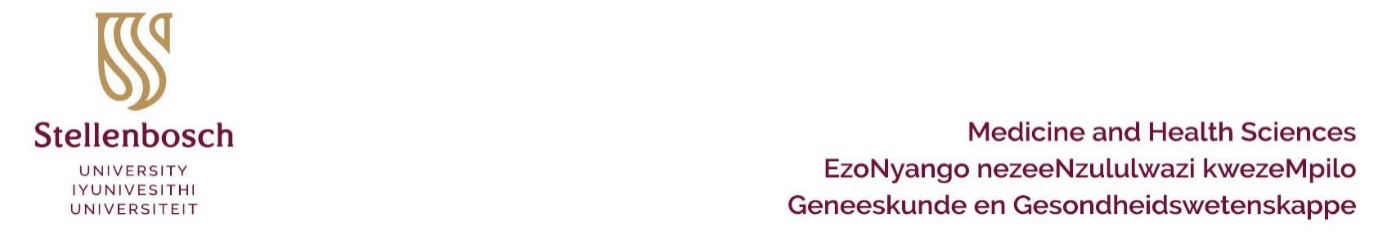 Stellenbosch
UNIVERSITY
IYUNIVESITHI
UNIVERSITEIT
Medicine and Health Sciences
EzoNyango nezeeNzululwazi kwezeMpilo
Geneeskunde en Gesondheidswetenskappe